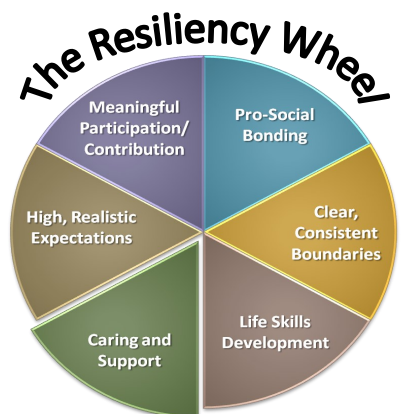 The Resiliency Wheel
Pro-Social
Bonding
Clear,
Consistent
Boundaries
Life Skills
Development
Caring and
Support
High, Realistic
Expectations
Meaningful
Participation/
Contribution